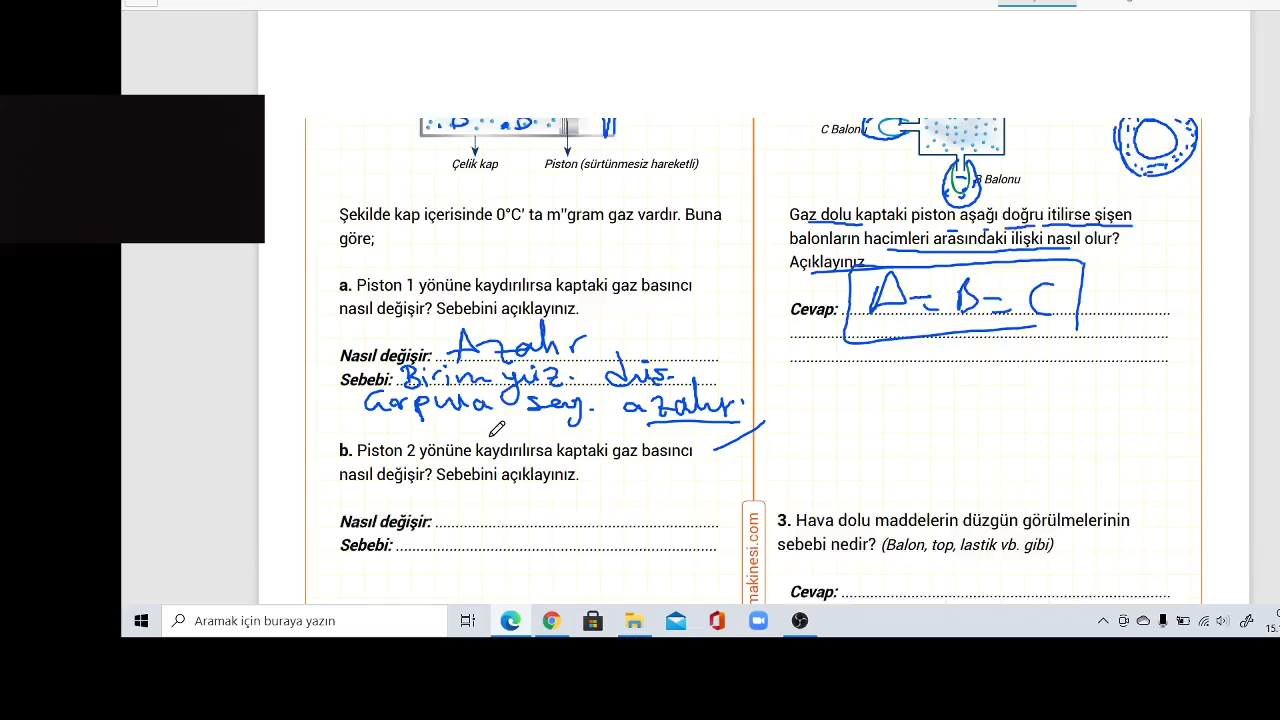 Çelik kap
Piston (sürtünmesiz hareketli)
Şekilde kap içerisinde 0°C' ta m"gram gaz vardır. Buna
göre;
a. Piston 1 yönüne kaydırılırsa kaptaki gaz basıncı
nasıl değişir? Sebebini açıklayınız.
Nasıl değişir: Azalır
Sebebi: Birim yüz. düş.
Çarpma say. azalır.
b. Piston 2 yönüne kaydırılırsa kaptaki gaz basıncı
nasıl değişir? Sebebini açıklayınız.
Nasıl değişir:
Sebebi:
C Balonu
B Balonu
Gaz dolu kaptaki piston aşağı doğru itilirse şişen
balonların hacimleri arasındaki ilişki nasıl olur?
Açıklayınız
Cevap: A = B = C
makinesi.com
3. Hava dolu maddelerin düzgün görülmelerinin
sebebi nedir? (Balon, top, lastik vb. gibi)
Cevap:
Aramak için buraya yazın
15.